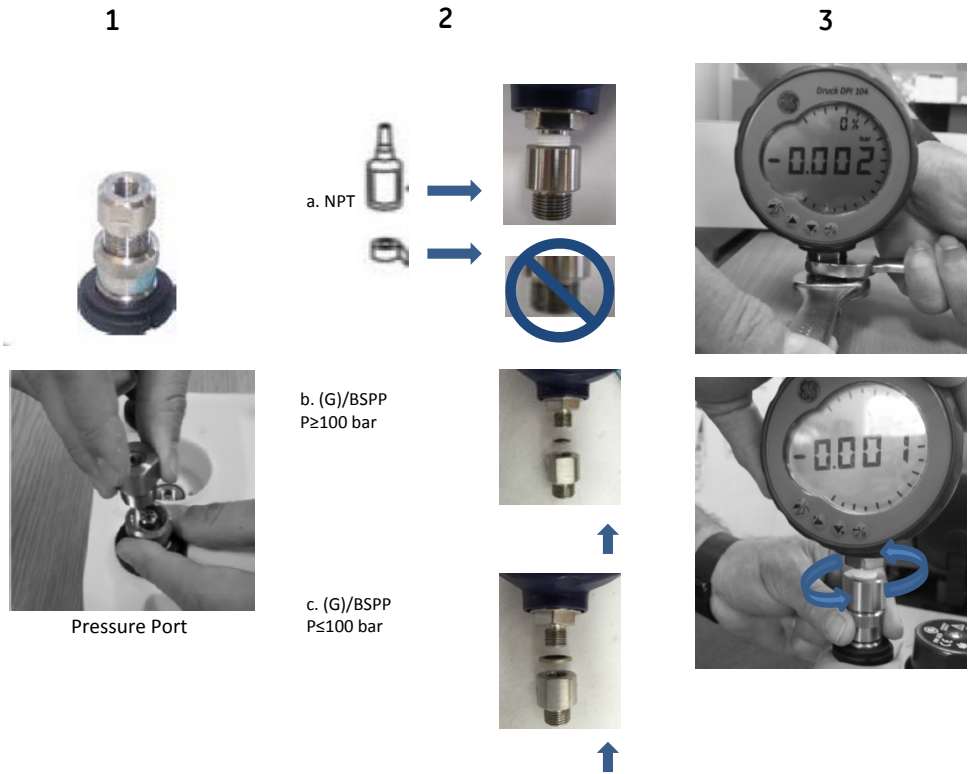 1
2
3
a. NPT
b. (G)/BSPP
P≥100 bar
c. (G)/BSPP
P≤100 bar
Pressure Port
Druck DPI 104
0 %
bar
- 0.002
- 0.001